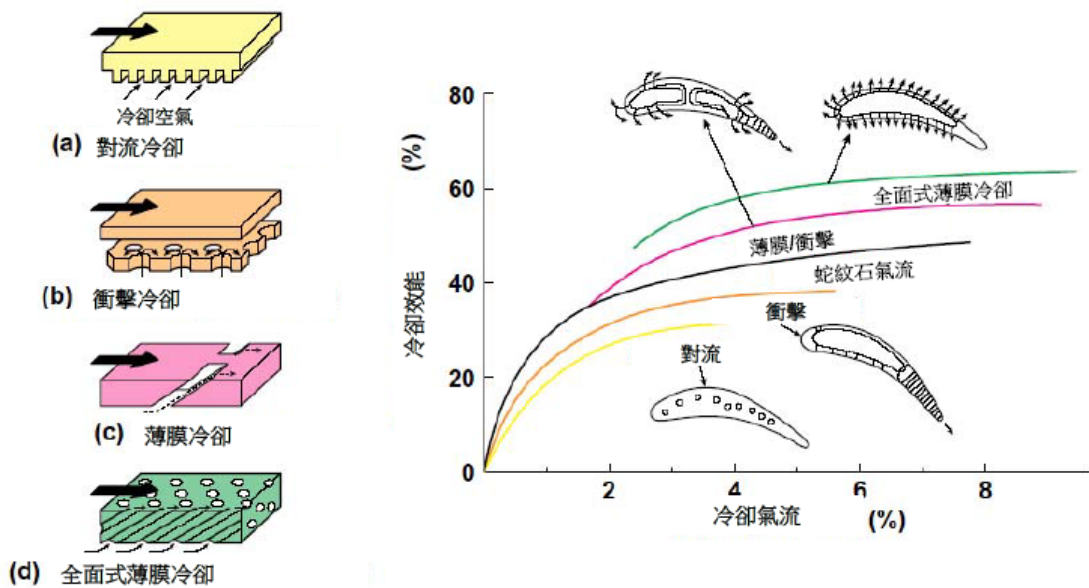 冷卻空氣
(a) 對流冷卻
(b) 衝擊冷卻
(c) 薄膜冷卻
(d) 全面式薄膜冷卻
80
60
40
20
0
(%)
冷卻效能
全面式薄膜冷卻
薄膜/衝擊
蛇紋石氣流
衝擊
對流
2
4
6
8
冷卻氣流
(%)